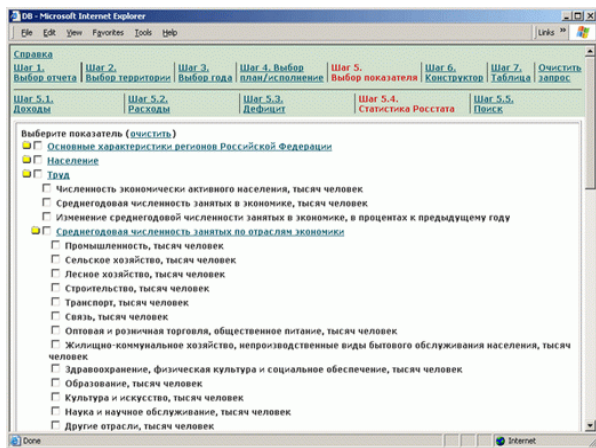 DB - Microsoft Internet Explorer
File Edit View Favorites Tools Help Links »
Справка
Шаг 1. Шаг 2. Шаг 3. Шаг 4. Выбор Шаг 5. Шаг 6. Шаг 7. Очистить
Выбор отчета Выбор территории Выбор года план/исполнение Выбор показателя Конструктор Таблица запрос
Шаг 5.1. Шаг 5.2. Шаг 5.3. Шаг 5.4. Шаг 5.5.
Доходы Расходы Дефицит Статистика Росстата Поиск
Выберите показатель (очистить)
Основные характеристики регионов Российской Федерации
Население
Труд
Численность экономически активного населения, тысяч человек
Среднегодовая численность занятых в экономике, тысяч человек
Изменение среднегодовой численности занятых в экономике, в процентах к предыдущему году
Среднегодовая численность занятых по отраслям экономики
Промышленность, тысяч человек
Сельское хозяйство, тысяч человек
Лесное хозяйство, тысяч человек
Строительство, тысяч человек
Транспорт, тысяч человек
Связь, тысяч человек
Оптовая и розничная торговля, общественное питание, тысяч человек
Жилищно-коммунальное хозяйство, непроизводственные виды бытового обслуживания населения, тысяч
человек
Здравоохранение, физическая культура и социальное обеспечение, тысяч человек
Образование, тысяч человек
Культура и искусство, тысяч человек
Наука и научное обслуживание, тысяч человек
Другие отрасли, тысяч человек
Done Internet